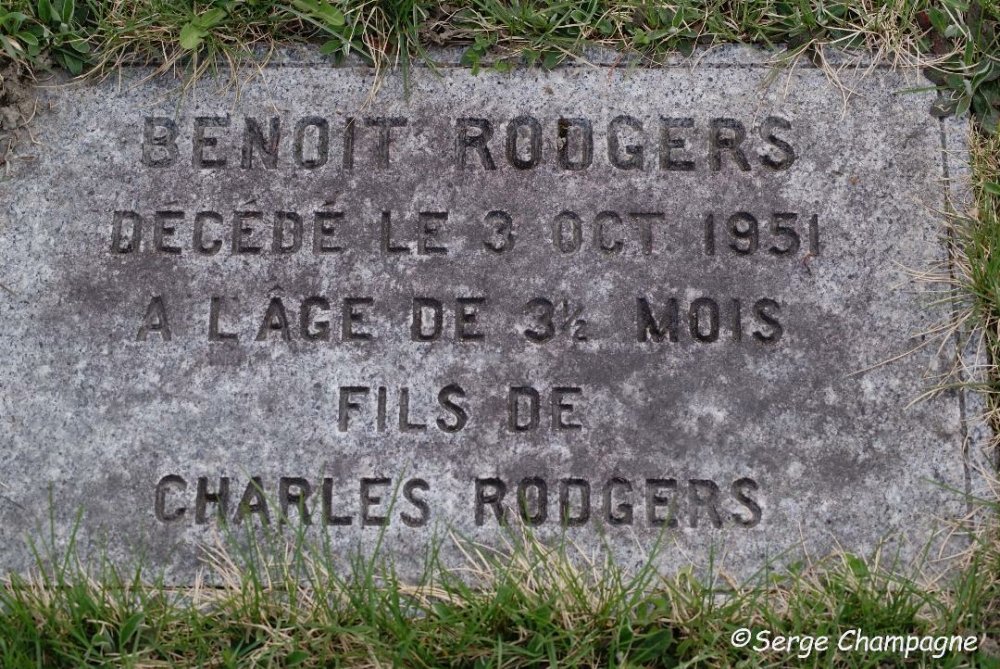 BENOIT RODGERS
DÉCÉDÉ LE 3 OCT 1951
A L'ÂGE DE 3½ MOIS
FILS DE
CHARLES RODGERS
©Serge Champagne